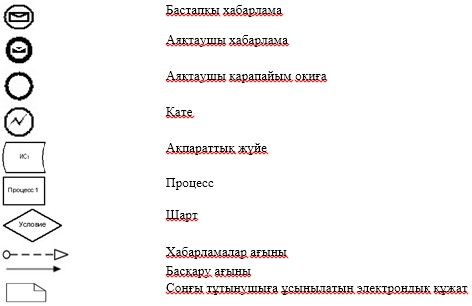 Бастапқы хабарлама
Аяқтаушы хабарлама
Аяқтаушы қарапайым оқиға
Қате
ИС1
Ақпараттық жүйе
Процесс 1
Процесс
Условие
Шарт
Хабарламалар ағыны
Басқару ағыны
Соңғы тұтынушыға ұсынылатын электрондық құжат